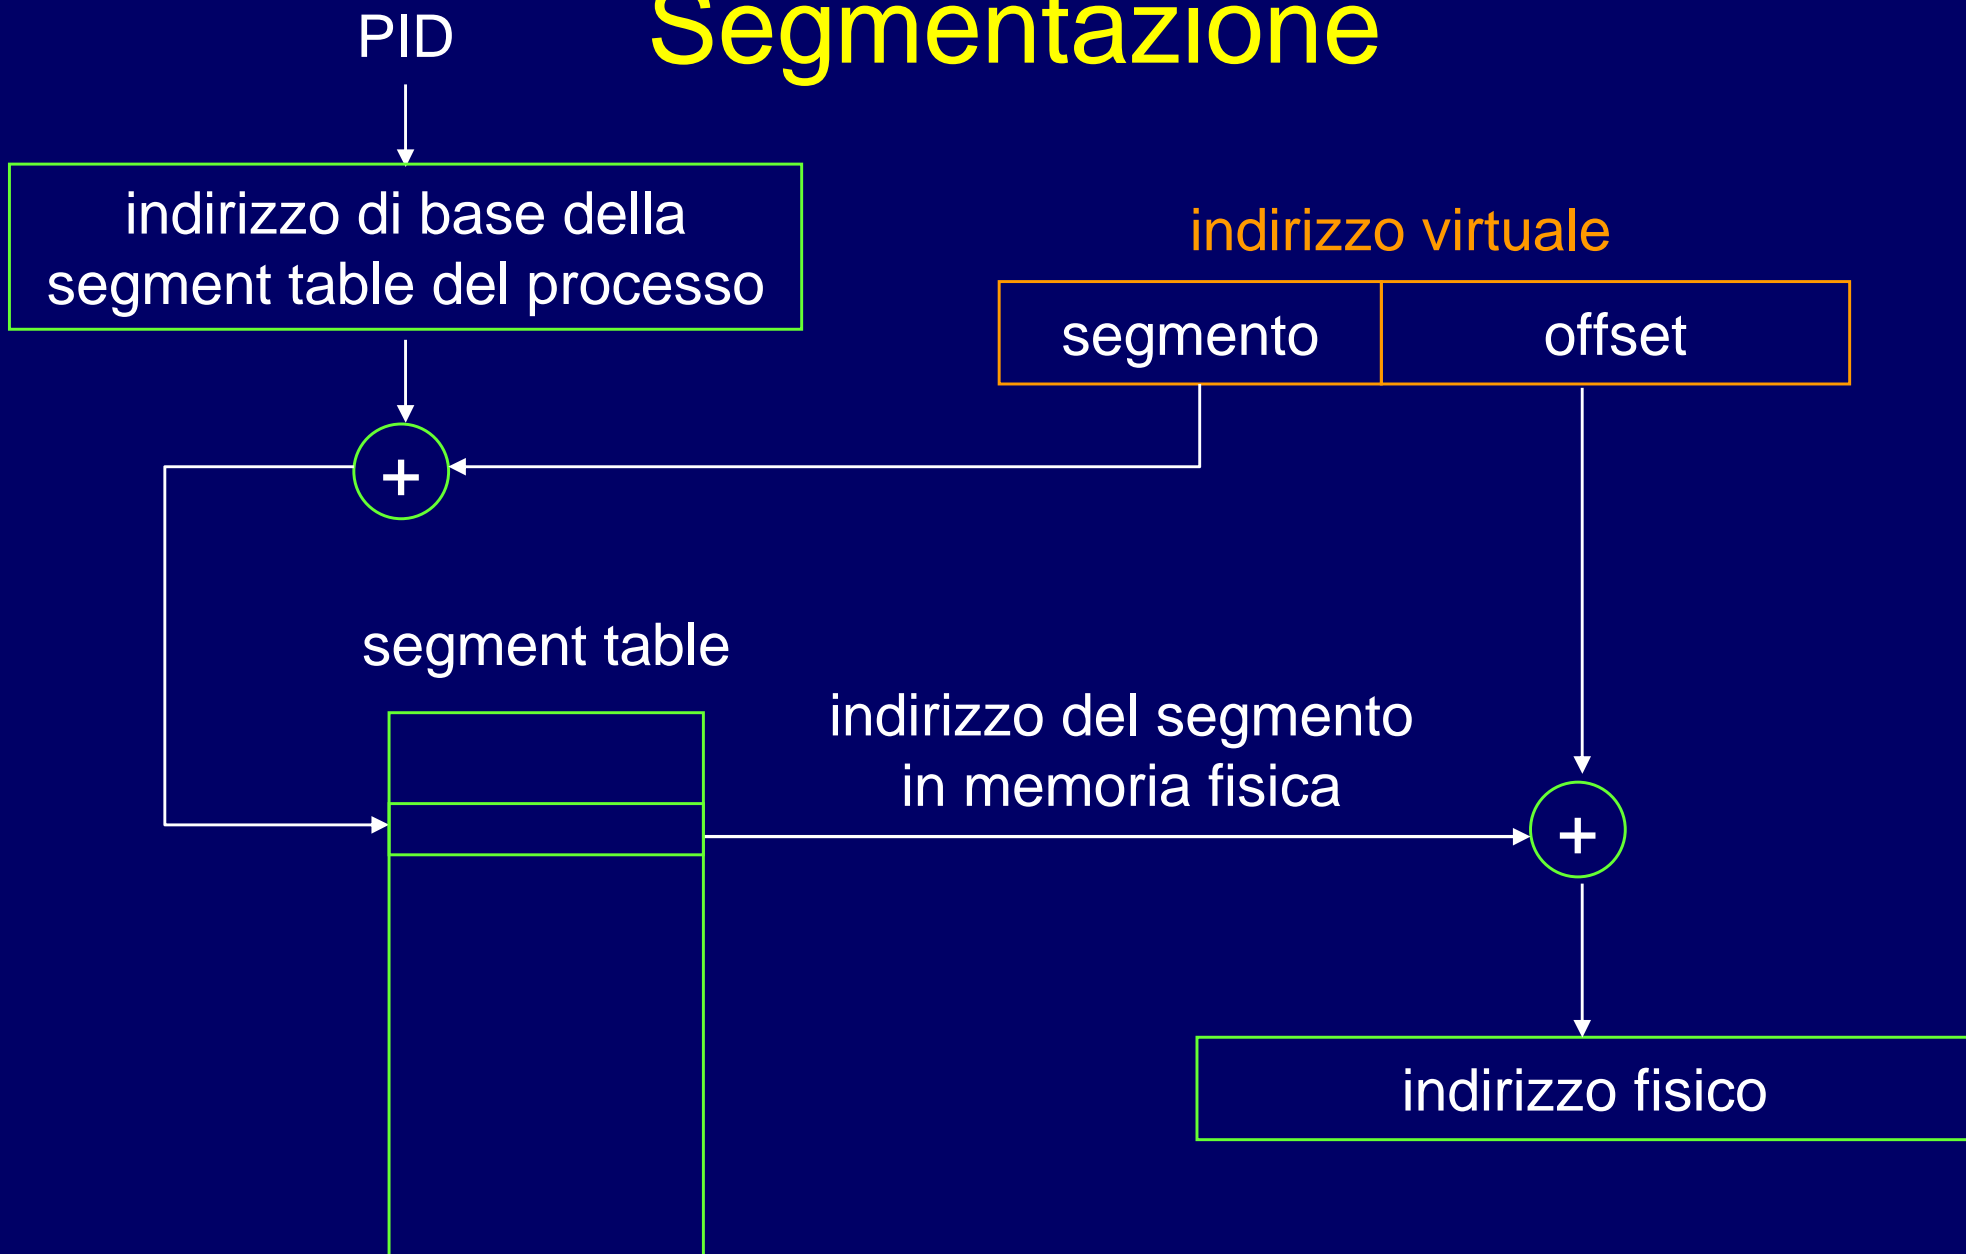 Segmentazione
PID
indirizzo di base della
segment table del processo
indirizzo virtuale
segmento
offset
+
segment table
indirizzo del segmento
in memoria fisica
+
indirizzo fisico